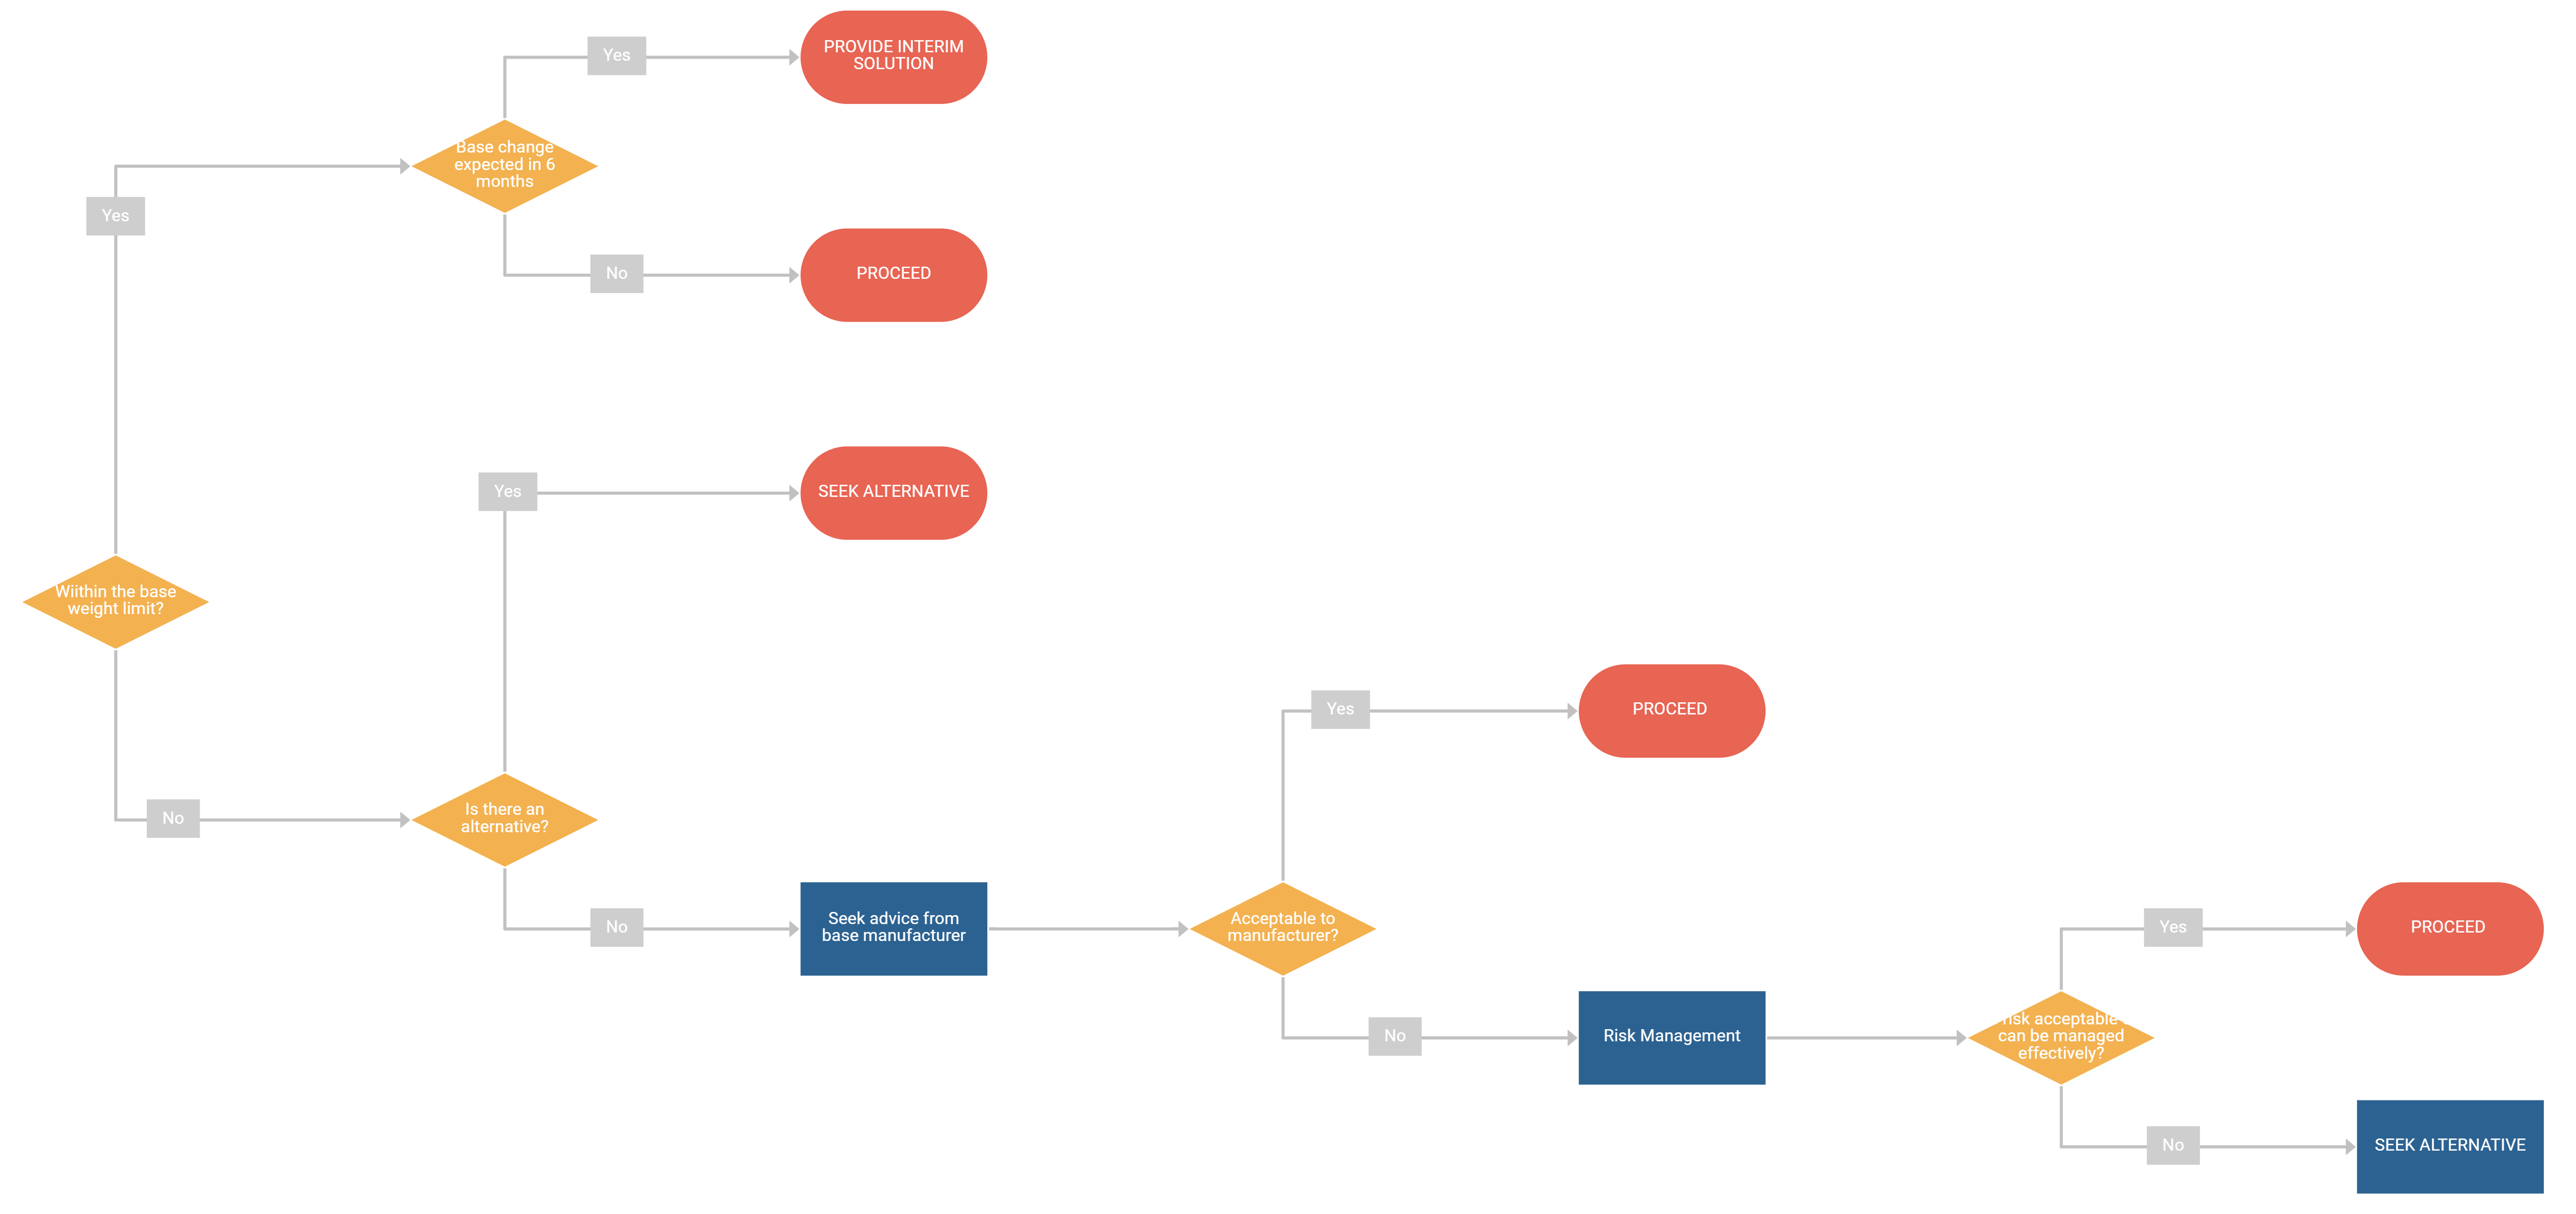 Yes
PROVIDE INTERIM
SOLUTION
Base change
expected in 6
months
Yes
No
PROCEED
Yes
SEEK ALTERNATIVE
Wiithin the base
weight limit?
Yes
PROCEED
No
Is there an
alternative?
No
Seek advice from
base manufacturer
Acceptable to
manufacturer?
Yes
PROCEED
No
Risk Management
risk acceptable
can be managed
effectively?
No
SEEK ALTERNATIVE